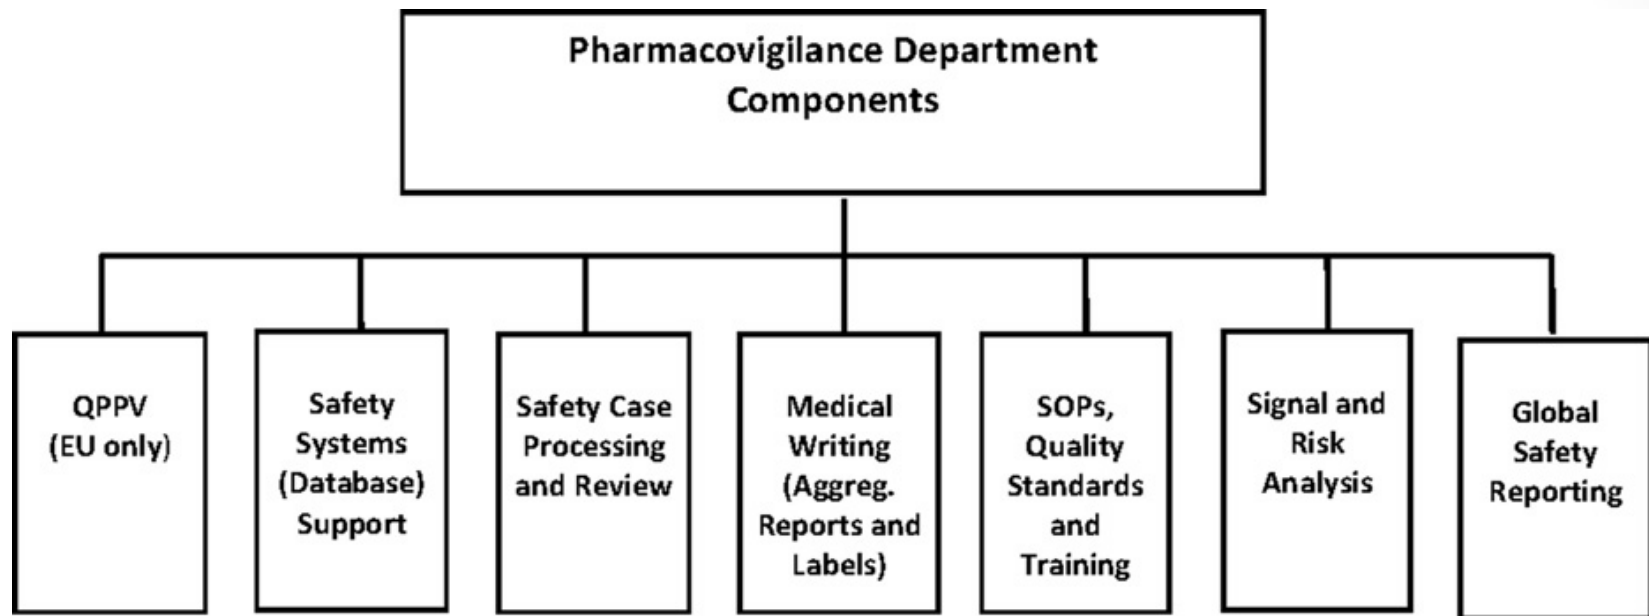 Pharmacovigilance Department
Components
QPPV
(EU only)
Safety
Systems
(Database)
Support
Safety Case
Processing
and Review
Medical
Writing
(Aggreg.
Reports and
Labels)
SOPs,
Quality
Standards
and
Training
Signal and
Risk
Analysis
Global
Safety
Reporting